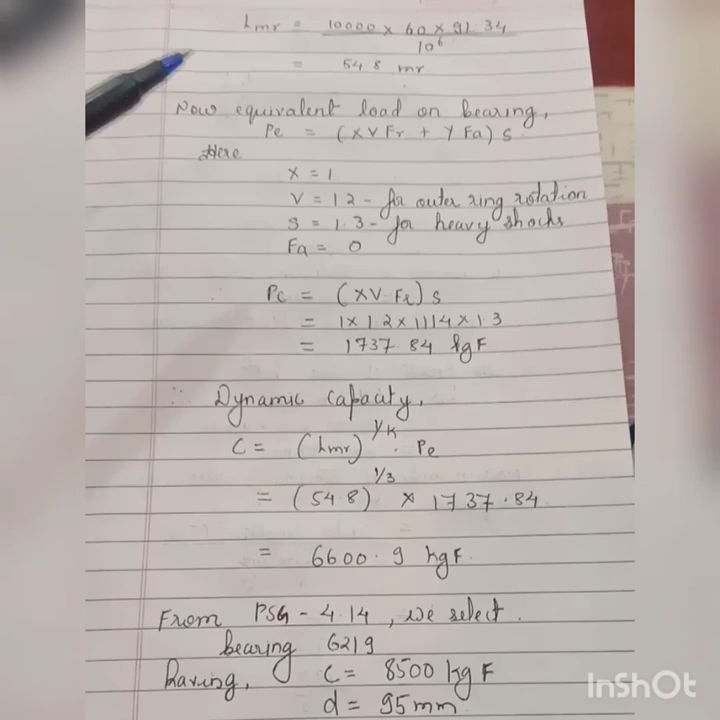 Lmr = 10000 × 60 × 91.34
10⁶
= 54.8 mr
Now equivalent load on bearing,
Pe = (XVFr + YFa) S
Here
X = 1
V = 1.2 - for outer ring rotation
S = 1.3 - for heavy shocks
Fa = 0
Pe = (XV Fr) S
= 1×1.2×1114×1.3
= 1737.84 kgF
∴ Dynamic capacity,
C = (Lmr)^1/K . Pe
= (54.8)^1/3 × 1737.84
= 6600.9 kgF.
From PSG - 4.14, we select.
bearing 6219
having, C = 8500 kgF
d = 95mm
InShOt